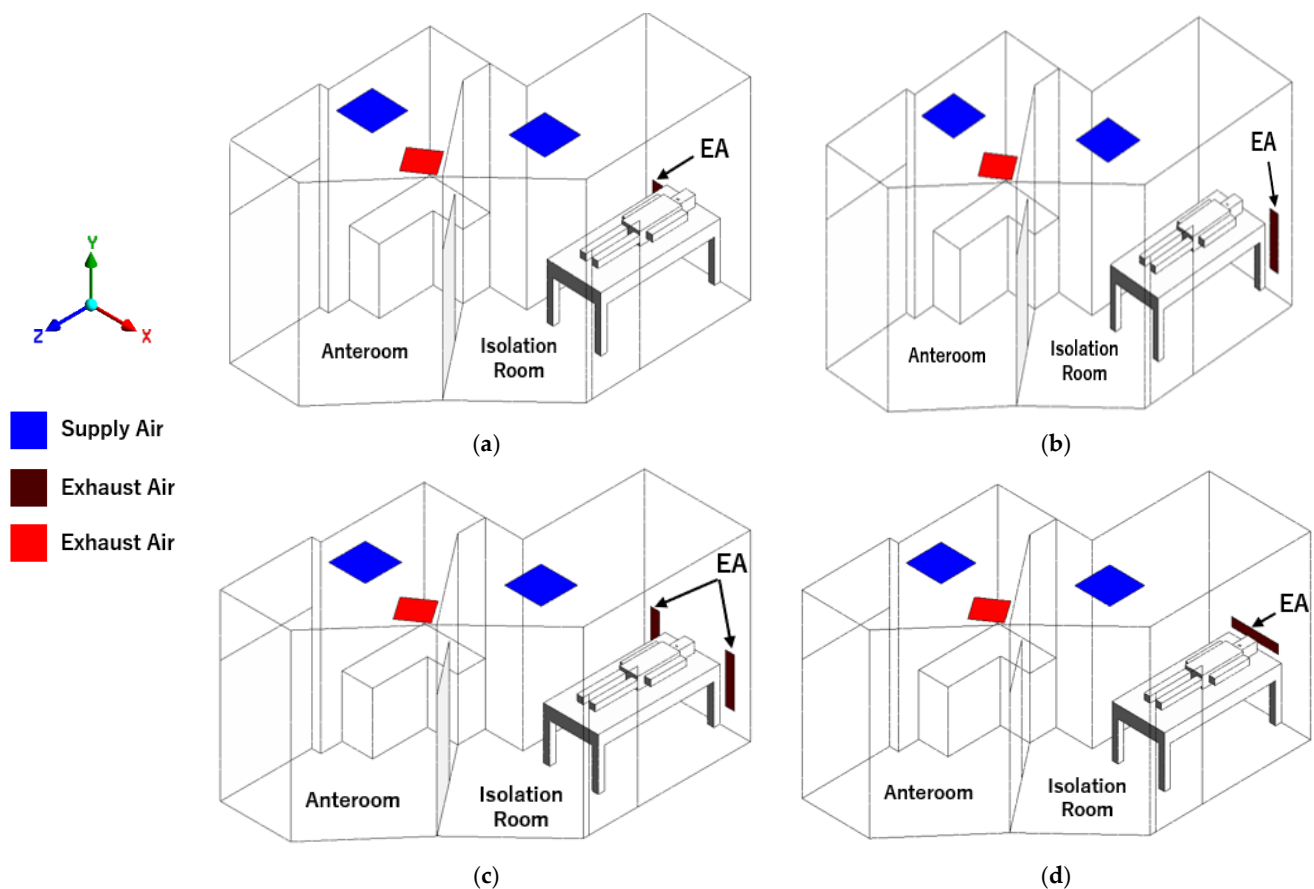 EA
Anteroom
Isolation
Room
(a)
EA
Anteroom
Isolation
Room
(b)
Y
Z
X
Supply Air
Exhaust Air
Exhaust Air
EA
Anteroom
Isolation
Room
(c)
EA
Anteroom
Isolation
Room
(d)